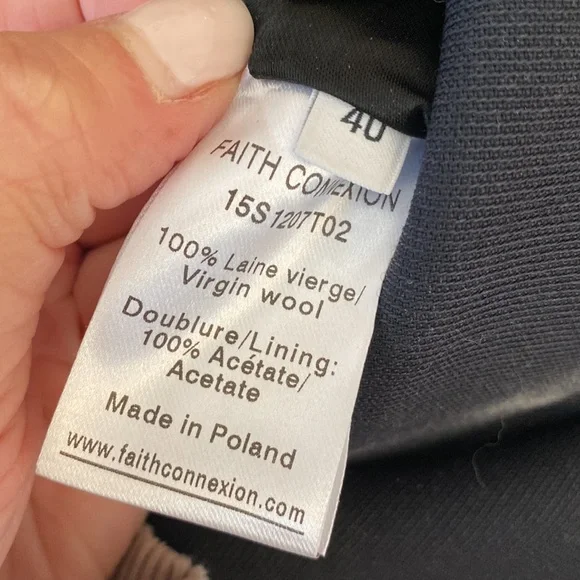 40
FAITH CONNEXION
15S1207T02
100% Laine vierge/
Virgin wool
Doublure/Lining:
100% Acétate/
Acetate
Made in Poland
www.faithconnexion.com